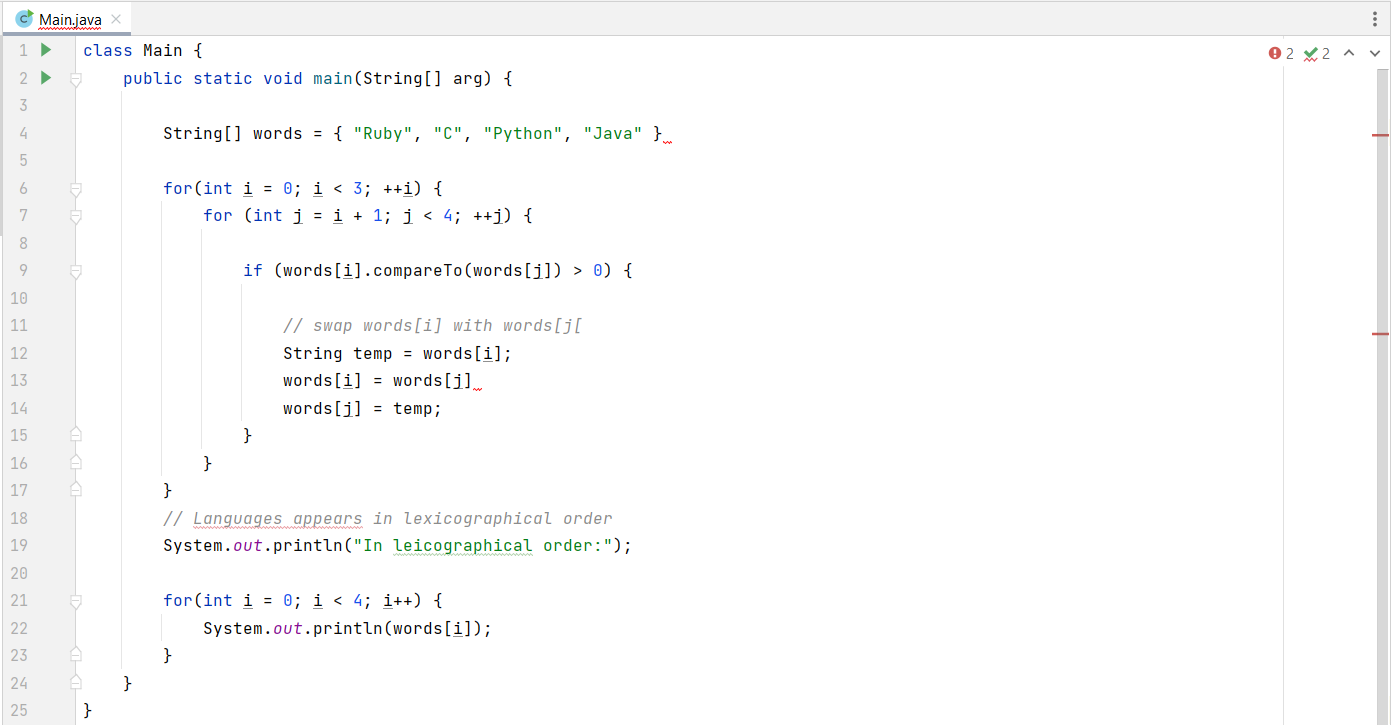 Main.java
2 2
1 class Main {
2 public static void main(String[] arg) {
3
4 String[] words = { "Ruby", "C", "Python", "Java" }
5
6 for(int i = 0; i < 3; ++i) {
7 for (int j = i + 1; j < 4; ++j) {
8
9 if (words[i].compareTo(words[j]) > 0) {
10
11 // swap words[i] with words[j[
12 String temp = words[i];
13 words[i] = words[j]
14 words[j] = temp;
15 }
16 }
17 }
18 // Languages appears in lexicographical order
19 System.out.println("In leicographical order:");
20
21 for(int i = 0; i < 4; i++) {
22 System.out.println(words[i]);
23 }
24 }
25 }